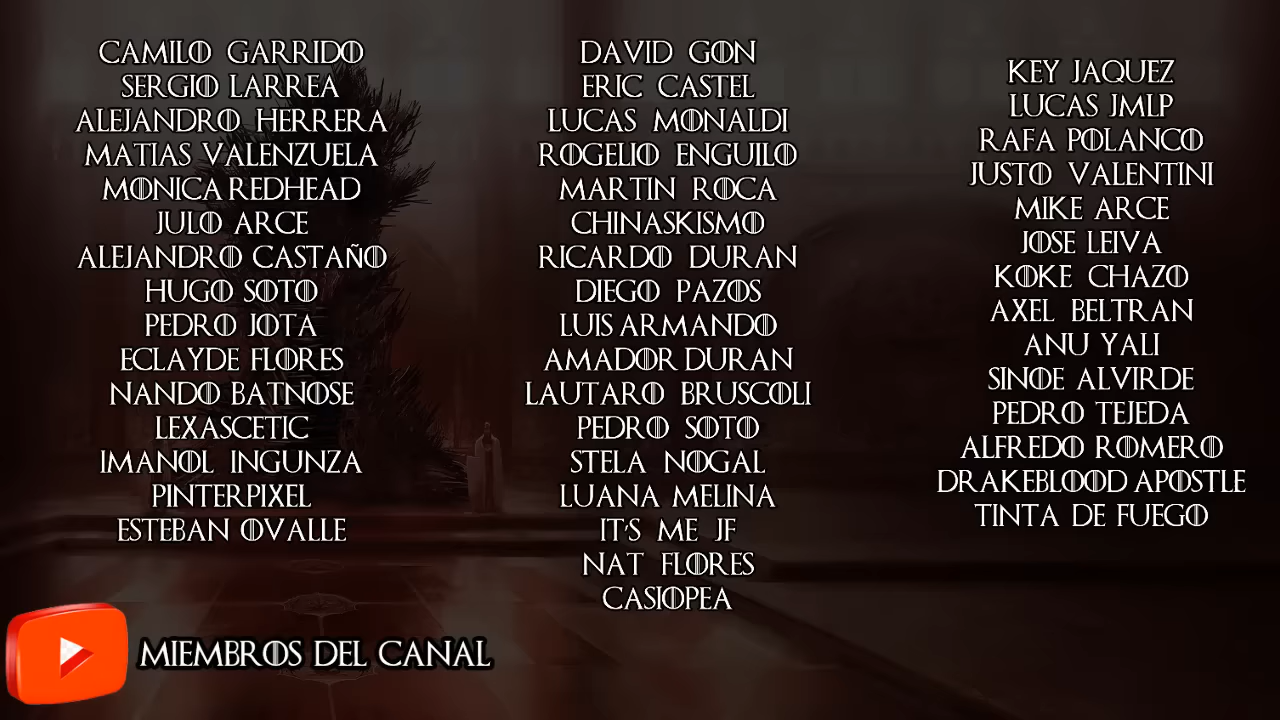 CAMILO GARRIDO
SERGIO LARREA
ALEJANDRO HERRERA
MATIAS VALENZUELA
MONICA REDHEAD
JULO ARCE
ALEJANDRO CASTAÑO
HUGO SOTO
PEDRO JOTA
ECLAYDE FLORES
NANDO BATNOSE
LEXASCETIC
IMANOL INGUNZA
PINTERPIXEL
ESTEBAN OVALLE
DAVID GON
ERIC CASTEL
LUCAS MONALDI
ROGELIO ENGUILO
MARTIN ROCA
CHINASKISMO
RICARDO DURAN
DIEGO PAZOS
LUIS ARMANDO
AMADOR DURAN
LAUTARO BRUSCOLI
PEDRO SOTO
STELA NOGAL
LUANA MELINA
IT'S ME JF
NAT FLORES
CASIOPEA
KEY JAQUEZ
LUCAS JMLP
RAFA POLANCO
JUSTO VALENTINI
MIKE ARCE
JOSE LEIVA
KOKE CHAZO
AXEL BELTRAN
ANU YALI
SINOE ALVIRDE
PEDRO TEJEDA
ALFREDO ROMERO
DRAKEBLOOD APOSTLE
TINTA DE FUEGO
MIEMBROS DEL CANAL